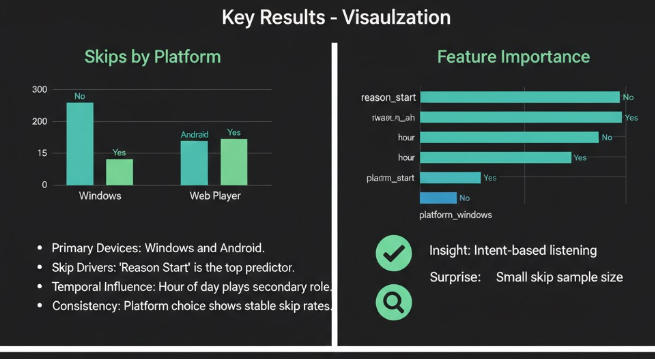 Key Results - Visaulzation
Skips by Platform
300
200
15
0
No
Yes
Android
Yes
Windows
Web Player
Primary Devices: Windows and Android.
Skip Drivers: 'Reason Start' is the top predictor.
Temporal Influence: Hour of day plays secondary role.
Consistency: Platform choice shows stable skip rates.
Feature Importance
reason_start
No
Yes
hour
No
hour
Yes
Yes
No
platform_windows
Insight: Intent-based listening
Surprise: Small skip sample size